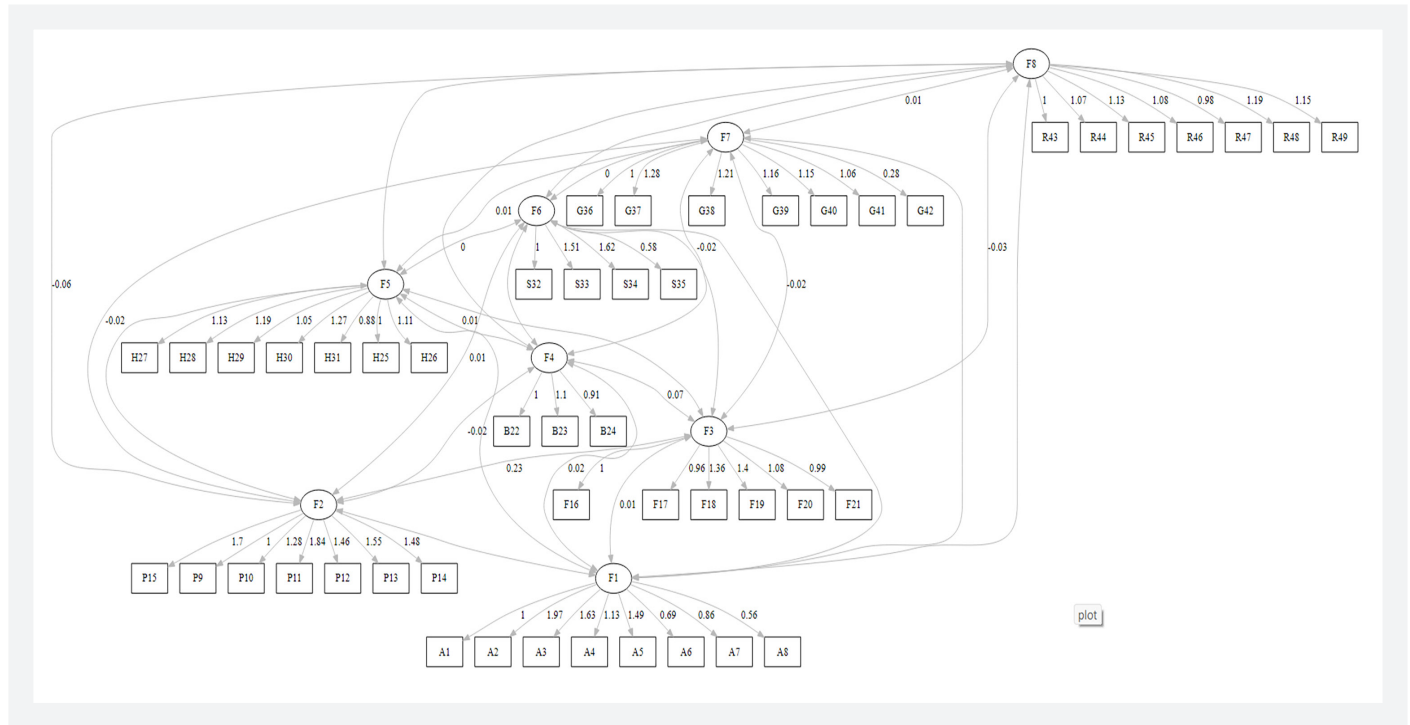 F8
1 1.07 1.13 1.08 0.98 1.19 1.15
0.01
R43 R44 R45 R46 R47 R48 R49
F7
0 1 1.28 1.21 1.16 1.15 1.06 0.28
0.01 F6 G36 G37 G38 G39 G40 G41 G42
0 1 1.51 1.62 0.58 -0.02 -0.03
-0.06 F5 S32 S33 S34 S35 -0.02
-0.02 1.13 1.19 1.05 1.27 0.88 1 1.11 0.01
H27 H28 H29 H30 H31 H25 H26 0.01 F4
1 1.1 0.91 0.07
-0.02 B22 B23 B24 F3
0.23 0.02 1 0.96 1.36 1.4 1.08 0.99
F2 F16 0.01 F17 F18 F19 F20 F21
1.7 1 1.28 1.84 1.46 1.55 1.48
P15 P9 P10 P11 P12 P13 P14 F1
1 1.97 1.63 1.13 1.49 0.69 0.86 0.56 plot
A1 A2 A3 A4 A5 A6 A7 A8